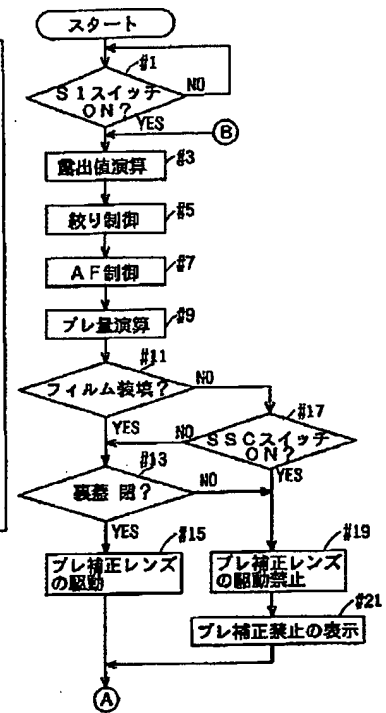 スタート
#1
S1スイッチ
ON?
NO
YES
B
#3
露出値演算
#5
絞り制御
#7
AF制御
#9
ブレ量演算
#11
フィルム装填?
NO
YES
#17
SSCスイッチ
ON?
NO
YES
#13
裏蓋 閉?
NO
YES
#15
ブレ補正レンズ
の駆動
#19
ブレ補正レンズ
の駆動禁止
#21
ブレ補正禁止の表示
A